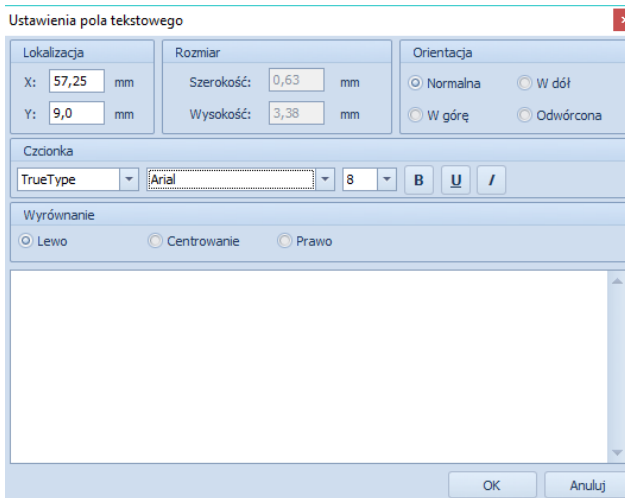 Ustawienia pola tekstowego
Lokalizacja Rozmiar Orientacja
X: 57,25 mm Szerokość: 0,63 mm Normalna W dół
Y: 9,0 mm Wysokość: 3,38 mm W górę Odwórcona
Czcionka
TrueType Arial 8 B U I
Wyrównanie
Lewo Centrowanie Prawo
OK Anuluj